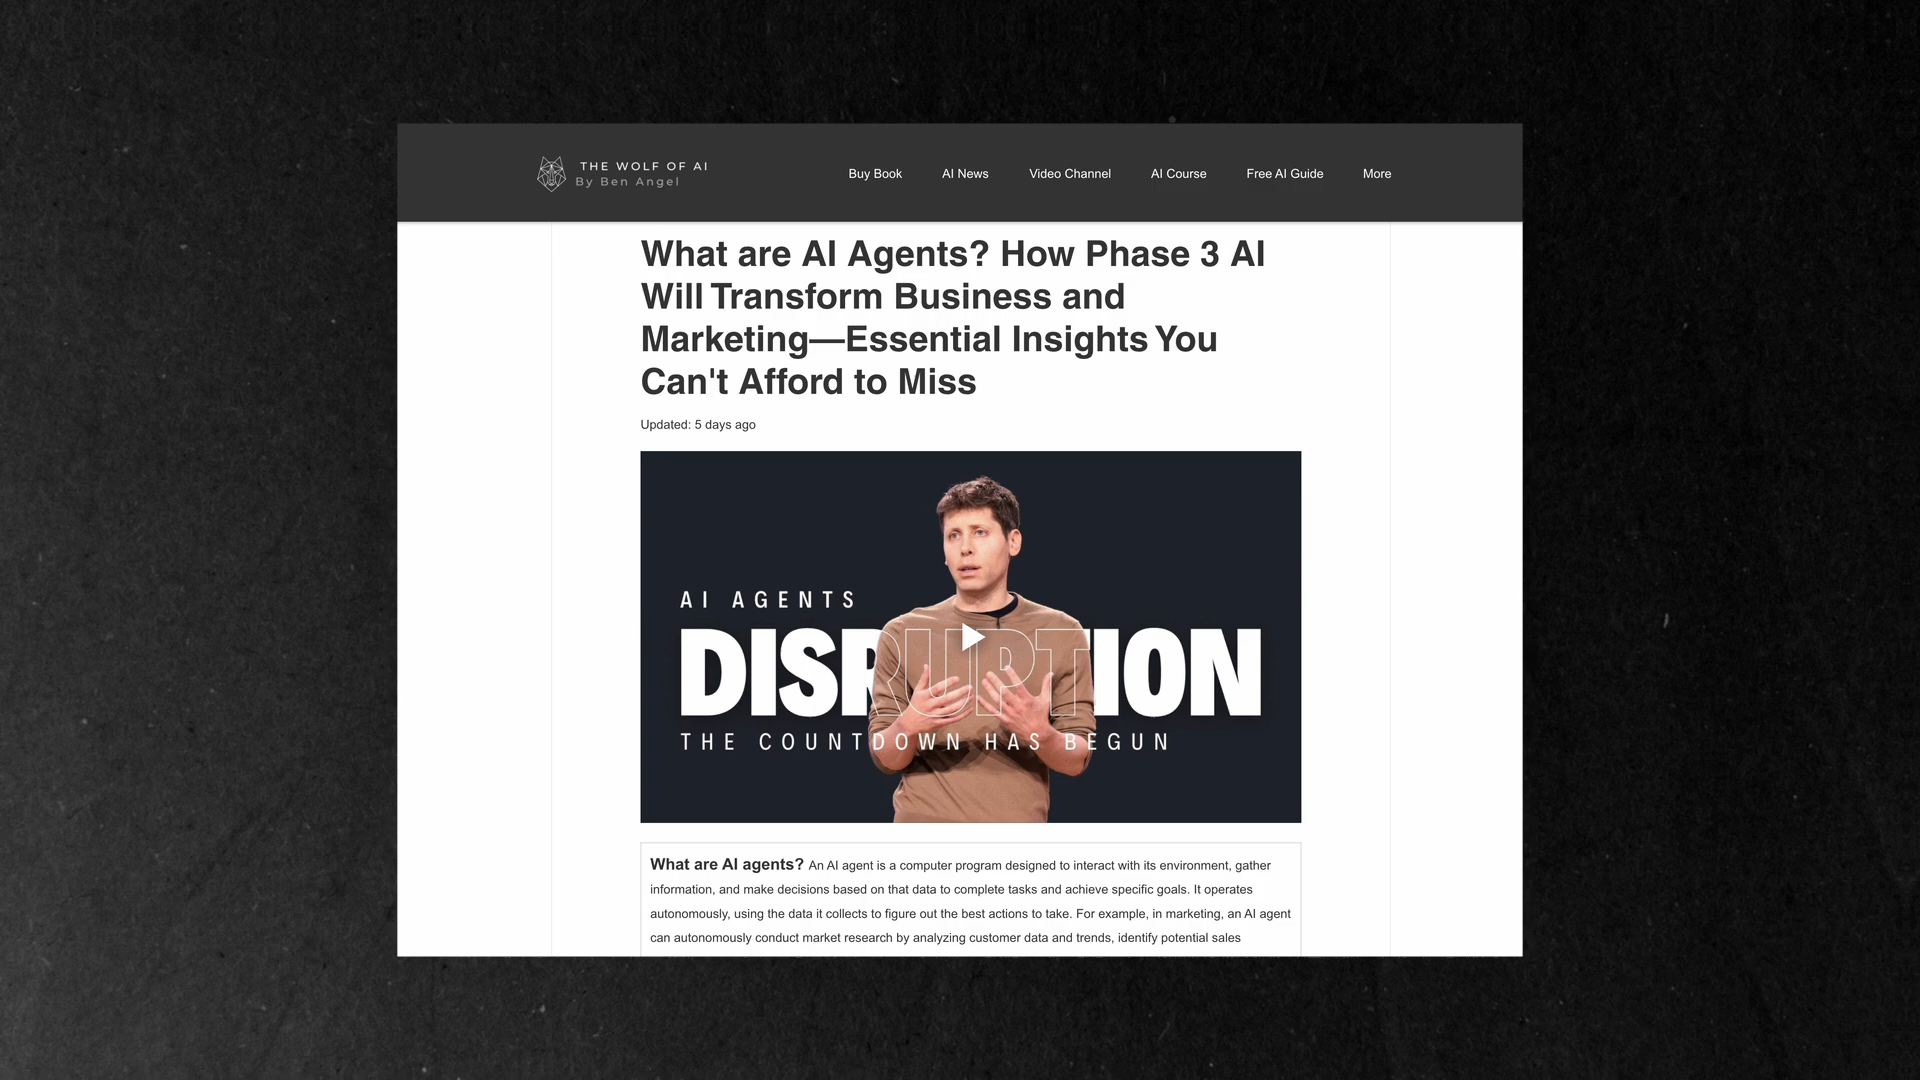 THE WOLF OF AI
By Ben Angel
Buy Book
AI News
Video Channel
AI Course
Free AI Guide
More
What are AI Agents? How Phase 3 AI
Will Transform Business and
Marketing—Essential Insights You
Can't Afford to Miss
Updated: 5 days ago
AI AGENTS
DISRUPTION
THE COUNTDOWN HAS BEGUN
What are AI agents? An AI agent is a computer program designed to interact with its environment, gather
information, and make decisions based on that data to complete tasks and achieve specific goals. It operates
autonomously, using the data it collects to figure out the best actions to take. For example, in marketing, an AI agent
can autonomously conduct market research by analyzing customer data and trends, identify potential sales